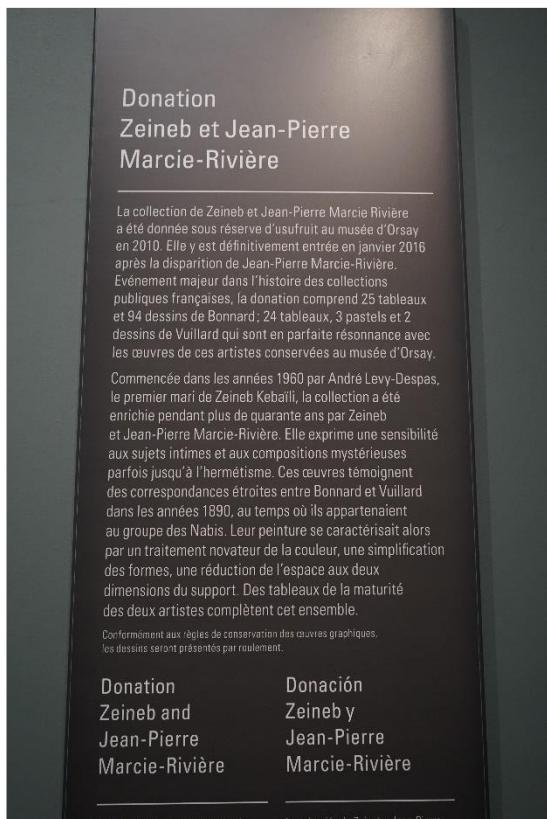 Donation
Zeineb et Jean-Pierre
Marcie-Rivière
La collection de Zeineb et Jean-Pierre Marcie Rivière
a été donnée sous réserve d'usufruit au musée d'Orsay
en 2010. Elle y est définitivement entrée en janvier 2016
après la disparition de Jean-Pierre Marcie-Rivière.
Evénement majeur dans l'histoire des collections
publiques françaises, la donation comprend 25 tableaux
et 94 dessins de Bonnard ; 24 tableaux, 3 pastels et 2
dessins de Vuillard qui sont en parfaite résonnance avec
les œuvres de ces artistes conservées au musée d'Orsay.
Commencée dans les années 1960 par André Levy-Despas,
le premier mari de Zeineb Kebaïli, la collection a été
enrichie pendant plus de quarante ans par Zeineb
et Jean-Pierre Marcie-Rivière. Elle exprime une sensibilité
aux sujets intimes et aux compositions mystérieuses
parfois jusqu'à l'hermétisme. Ces œuvres témoignent
des correspondances étroites entre Bonnard et Vuillard
dans les années 1890, au temps où ils appartenaient
au groupe des Nabis. Leur peinture se caractérisait alors
par un traitement novateur de la couleur, une simplification
des formes, une réduction de l'espace aux deux
dimensions du support. Des tableaux de la maturité
des deux artistes complètent cet ensemble.
Conformément aux règles de conservation des œuvres graphiques,
les dessins seront présentés par roulement.
Donation
Zeineb and
Jean-Pierre
Marcie-Rivière
Donación
Zeineb y
Jean-Pierre
Marcie-Rivière